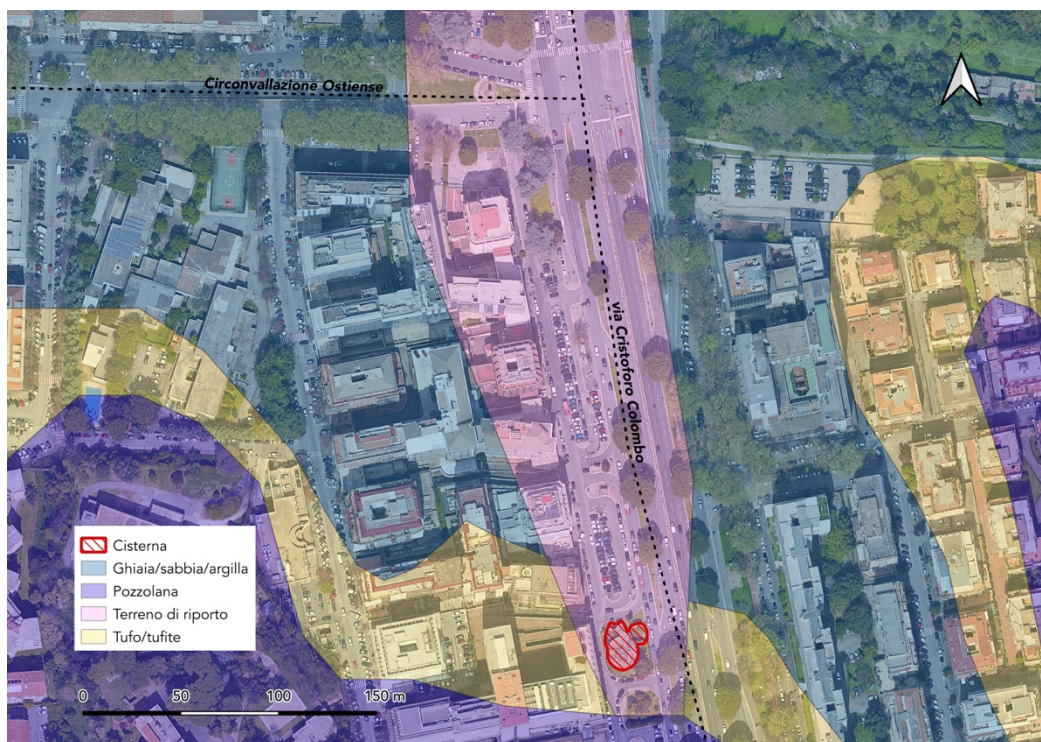 Circonvallazione Ostiense
via Cristoforo Colombo
Cisterna
Ghiaia/sabbia/argilla
Pozzolana
Terreno di riporto
Tufo/tufite
0 50 100 150 m